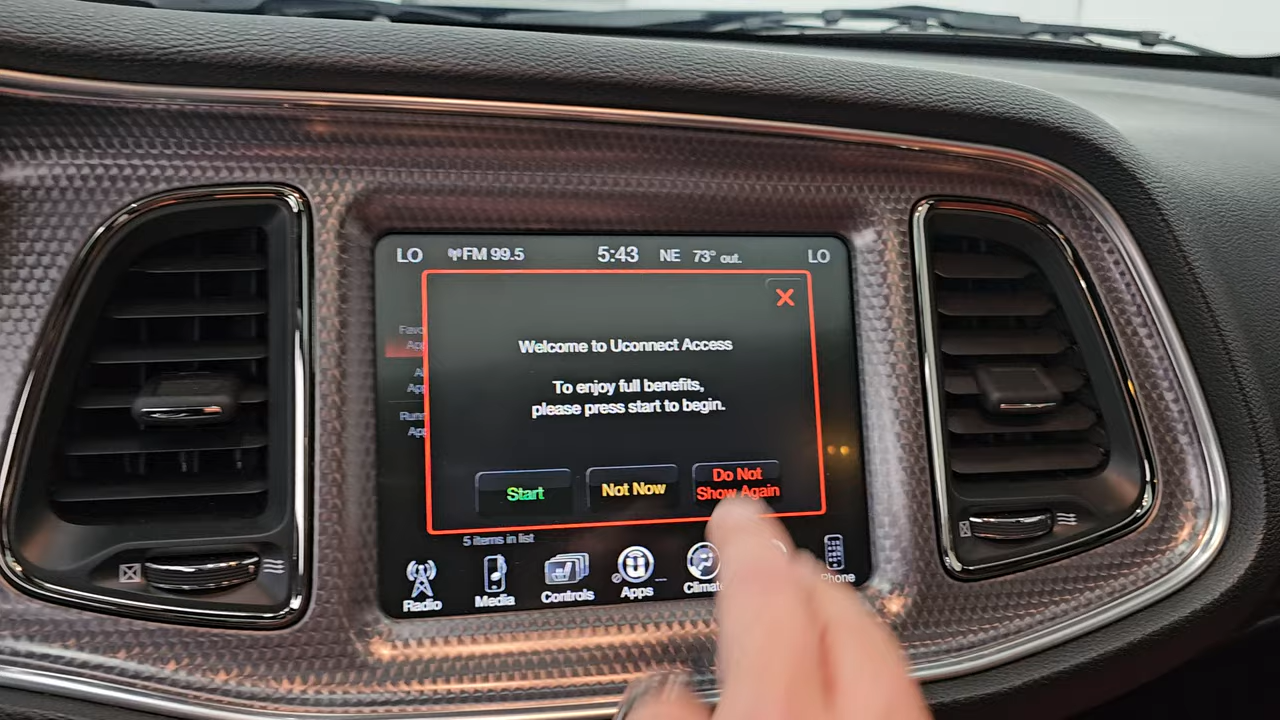 LO FM 99.5 5:43 NE 73° out. LO
X
Welcome to Uconnect Access
To enjoy full benefits,
please press start to begin.
Start
Not Now
Do Not
Show Again
5 items in list
Radio
Media
Controls
Apps
Climate
Phone